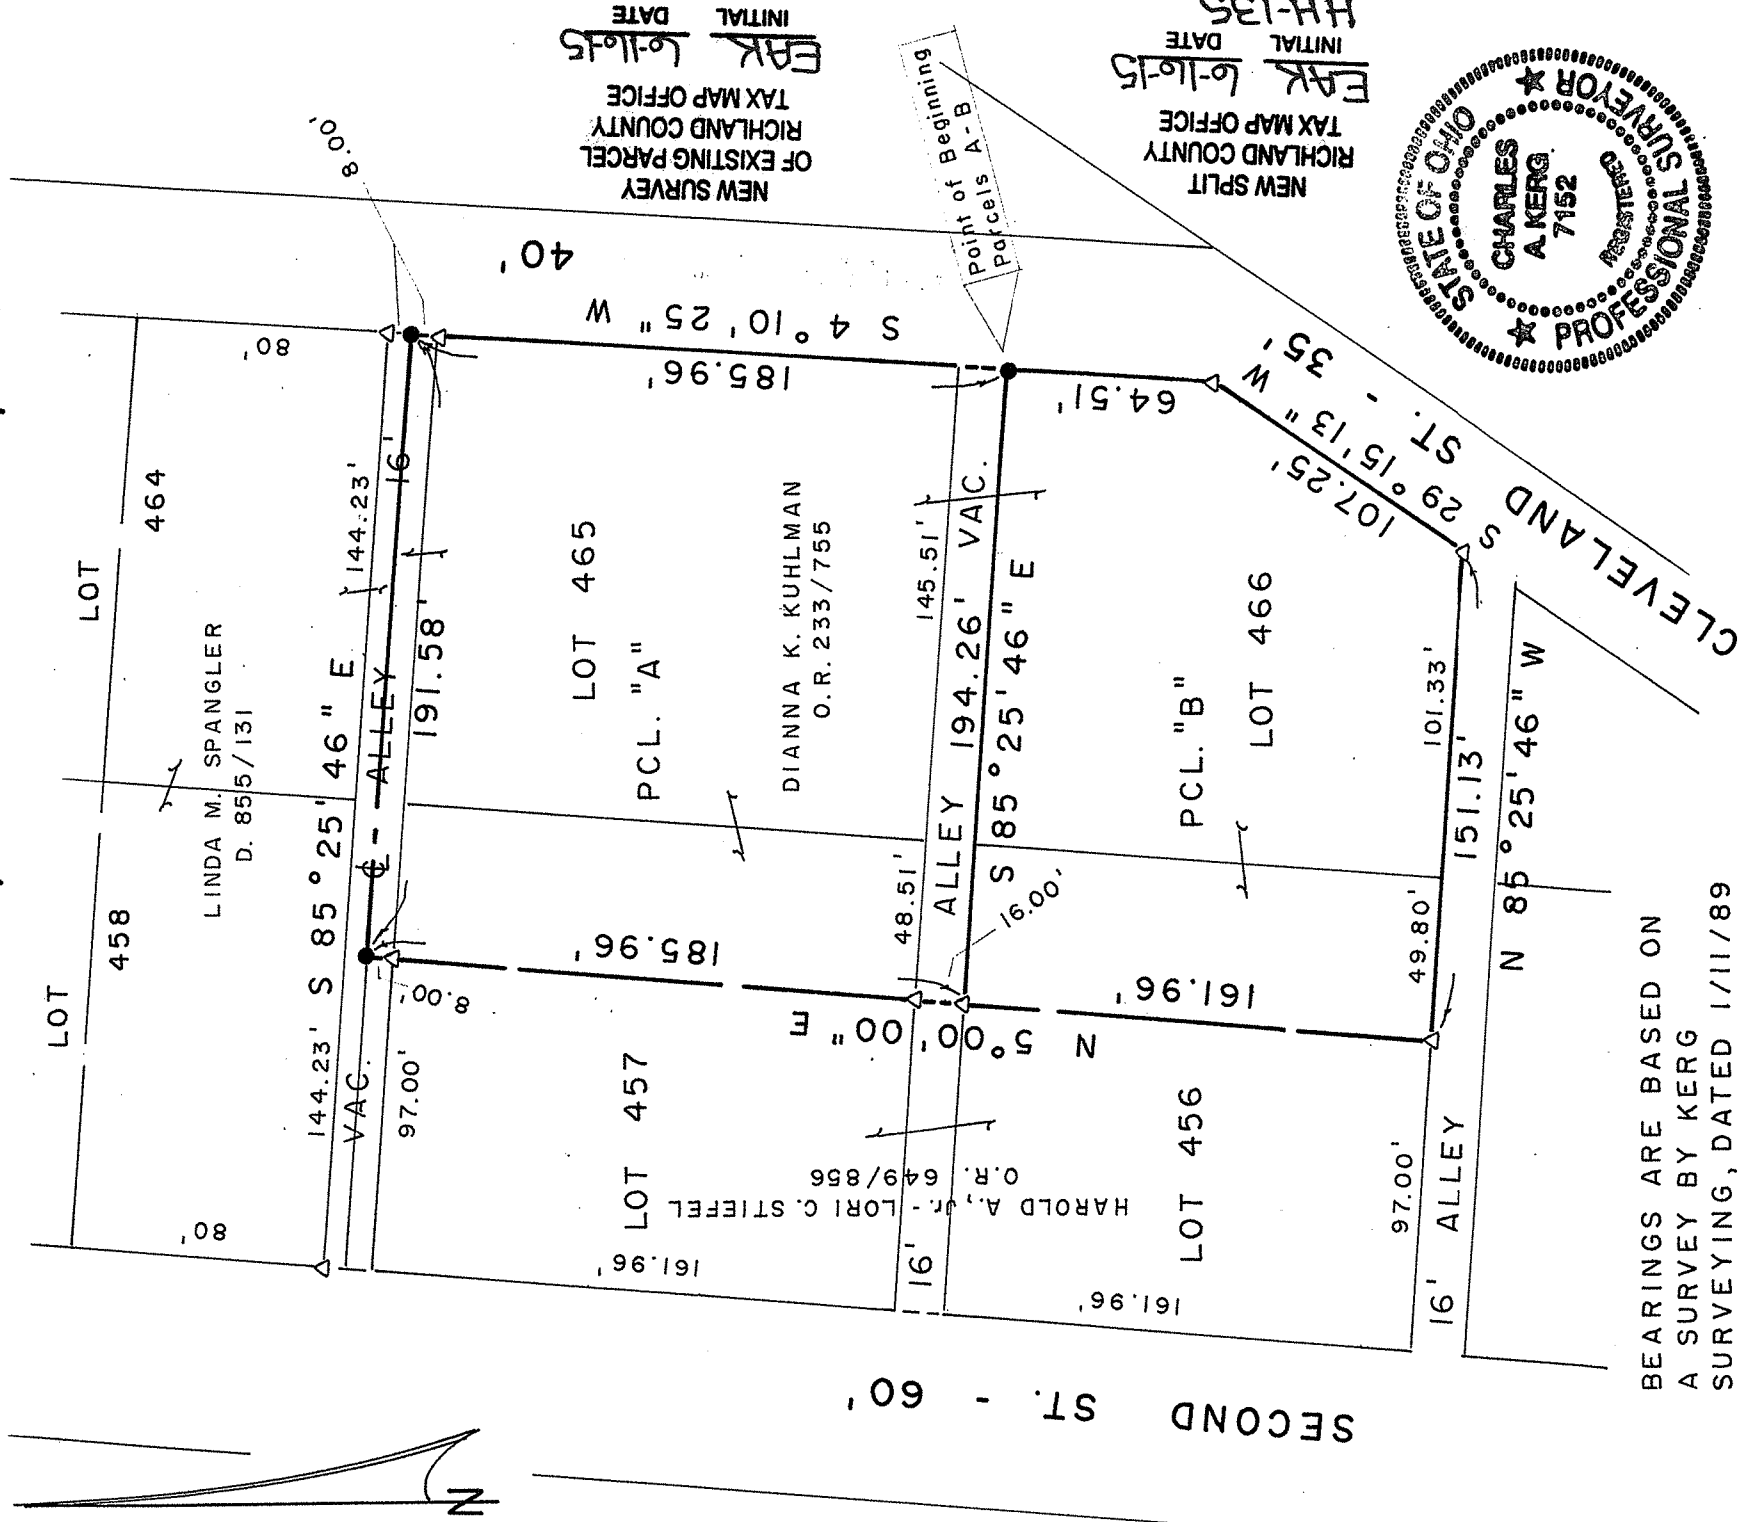 NEW SURVEY
OF EXISTING PARCEL
RICHLAND COUNTY
TAX MAP OFFICE
EAK 6-16-15
INITIAL DATE
NEW SPLIT
RICHLAND COUNTY
TAX MAP OFFICE
EAK 6-16-15
INITIAL DATE
HH-135
STATE OF OHIO
CHARLES
A. KERG
7152
REGISTERED
PROFESSIONAL SURVEYOR
Point of Beginning
Parcels A - B
8.00'
40'
S 4° 10' 25" W
80'
185.96'
64.51'
S 29° 15' 13" W
107.25'
CLEVELAND ST. - 35'
LOT
464
LOT
458
LINDA M. SPANGLER
D. 855/131
144.23' S 85° 25' 46" E 144.23'
VAC. ℄ - ALLEY 16'
97.00'
191.58'
8.00'
LOT 465
PCL. "A"
DIANNA K. KUHLMAN
O.R. 233/755
185.96'
48.51'
145.51'
ALLEY 194.26' VAC.
S 85° 25' 46" E
16.00'
N 5° 00' 00" E
161.96'
PCL. "B"
LOT 466
49.80'
101.33'
151.13'
N 85° 25' 46" W
LOT 457
HAROLD A., Jr. - LORI C. STIEFEL
O.R. 649/856
LOT 456
80'
161.96'
16'
161.96'
97.00'
16' ALLEY
SECOND ST. - 60'
N
BEARINGS ARE BASED ON
A SURVEY BY KERG
SURVEYING, DATED 1/11/89